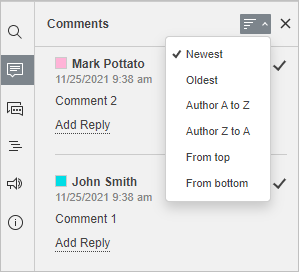 Comments
Newest
Oldest
Author A to Z
Author Z to A
From top
From bottom
Mark Pottato
11/25/2021 9:38 am
Comment 2
Add Reply
John Smith
11/25/2021 9:38 am
Comment 1
Add Reply